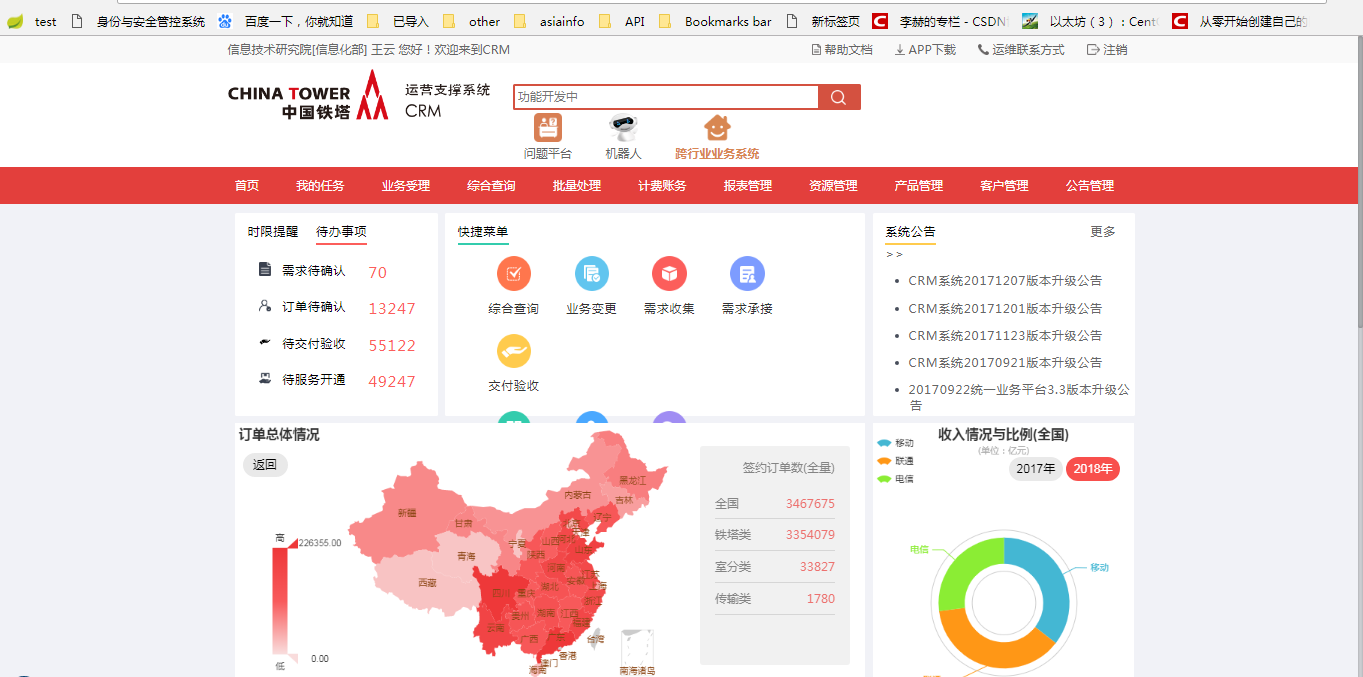 test 身份与安全管控系统 百度一下，你就知道 已导入 other asiainfo API Bookmarks bar 新标签页 李赫的专栏 - CSDN 以太坊（3）：Cent 从零开始创建自己的
信息技术研究院[信息化部] 王云 您好！欢迎来到CRM 帮助文档 APP下载 运维联系方式 注销
CHINA TOWER
中国铁塔
运营支撑系统
CRM
功能开发中
问题平台 机器人 跨行业业务系统
首页 我的任务 业务受理 综合查询 批量处理 计费账务 报表管理 资源管理 产品管理 客户管理 公告管理
时限提醒 待办事项
需求待确认 70
订单待确认 13247
待交付验收 55122
待服务开通 49247
快捷菜单
综合查询 业务变更 需求收集 需求承接
交付验收
系统公告 更多
>>
• CRM系统20171207版本升级公告
• CRM系统20171201版本升级公告
• CRM系统20171123版本升级公告
• CRM系统20170921版本升级公告
• 20170922统一业务平台3.3版本升级公
告
订单总体情况
返回
高
226355.00
0.00
低
黑龙江
内蒙古
吉林
新疆
辽宁
甘肃
北京
天津
宁夏
山西
河北
青海
陕西
山东
西藏
河南
江苏
安徽
四川
重庆
湖北
上海
浙江
贵州
湖南
江西
云南
福建
广西
广东
台湾
香港
澳门
海南
南海诸岛
签约订单数(全量)
全国 3467675
铁塔类 3354079
室分类 33827
传输类 1780
收入情况与比例(全国)
(单位：亿元)
移动
联通
电信
2017年 2018年
电信
移动